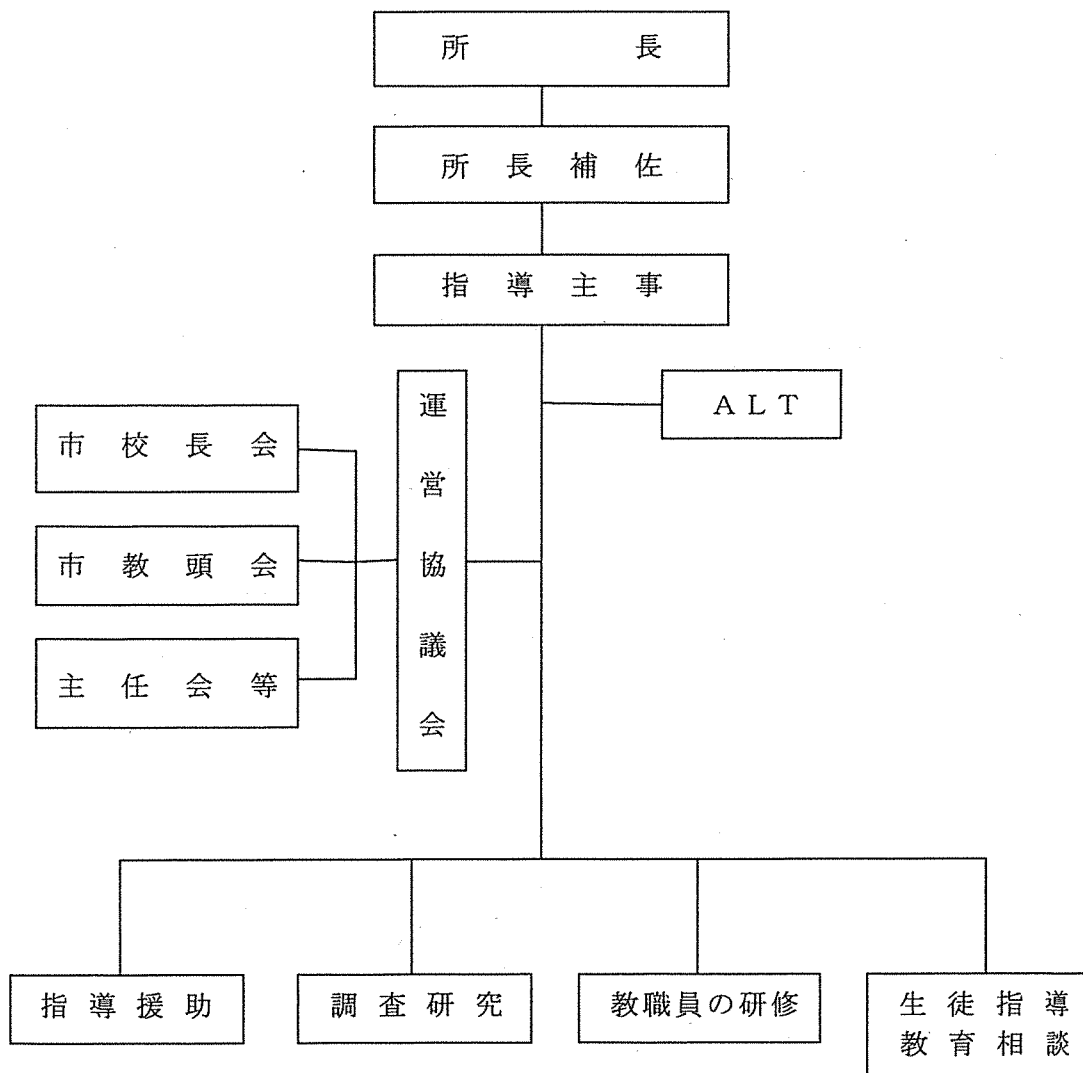 所長
所長補佐
指導主事
ALT
運営協議会
市校長会
市教頭会
主任会等
指導援助
調査研究
教職員の研修
生徒指導
教育相談